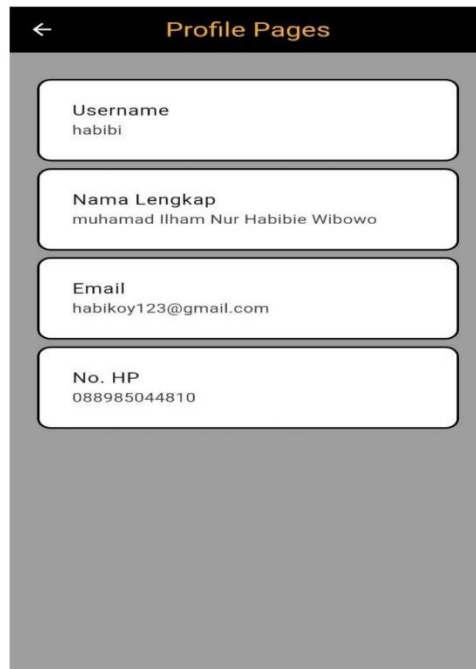 Profile Pages
Username
habibi
Nama Lengkap
muhamad Ilham Nur Habibie Wibowo
Email
habikoy123@gmail.com
No. HP
088985044810